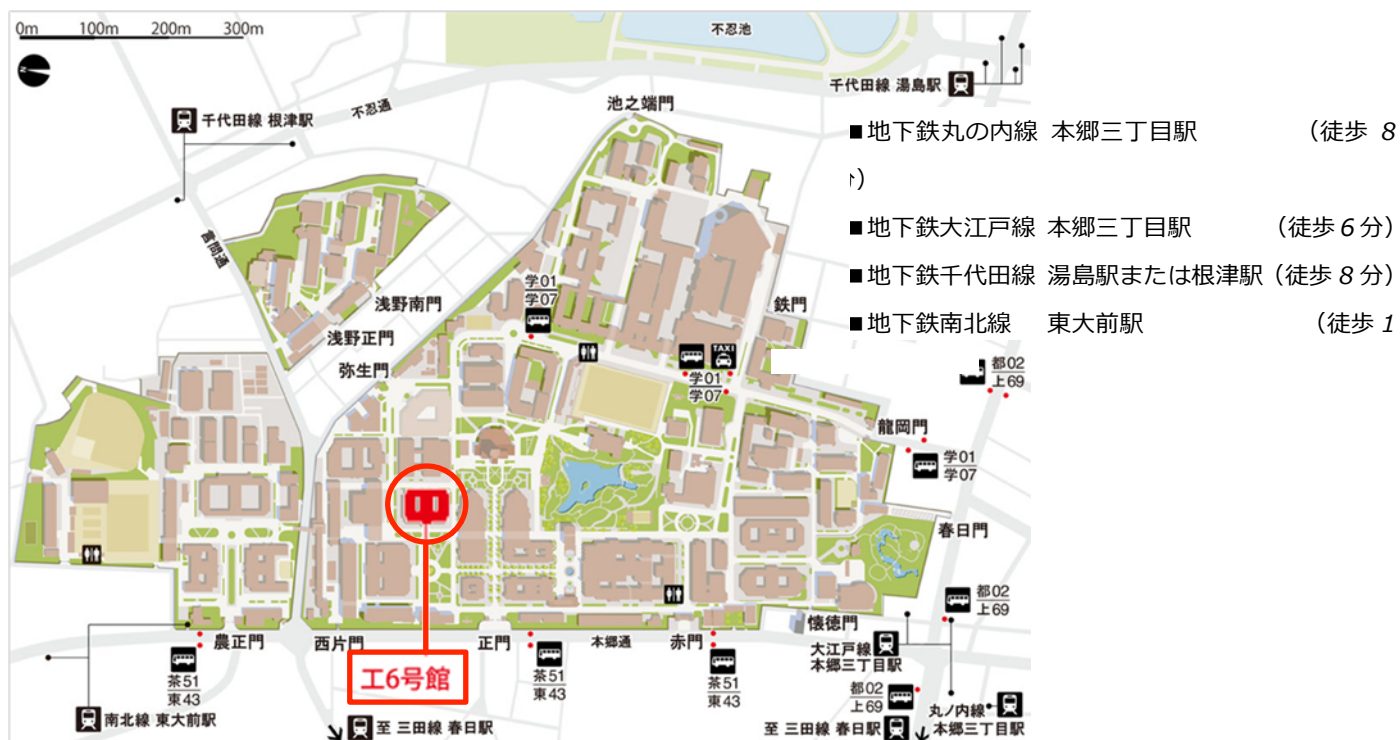 0m 100m 200m 300m
N
不忍池
千代田線 湯島駅
千代田線 根津駅
不忍通
池之端門
■地下鉄丸の内線 本郷三丁目駅 （徒歩 8
）
■地下鉄大江戸線 本郷三丁目駅 （徒歩 6 分）
■地下鉄千代田線 湯島駅または根津駅（徒歩 8 分）
■地下鉄南北線 東大前駅 （徒歩 1
言問通
学01
学07
浅野南門
鉄門
浅野正門
弥生門
TAXI
学01
学07
都02
上69
龍岡門
学01
学07
春日門
都02
上69
農正門
西片門
正門
本郷通
赤門
懐徳門
大江戸線
本郷三丁目駅
工6号館
茶51
東43
茶51
東43
茶51
東43
都02
上69
丸ノ内線
本郷三丁目駅
南北線 東大前駅
至 三田線 春日駅
至 三田線 春日駅